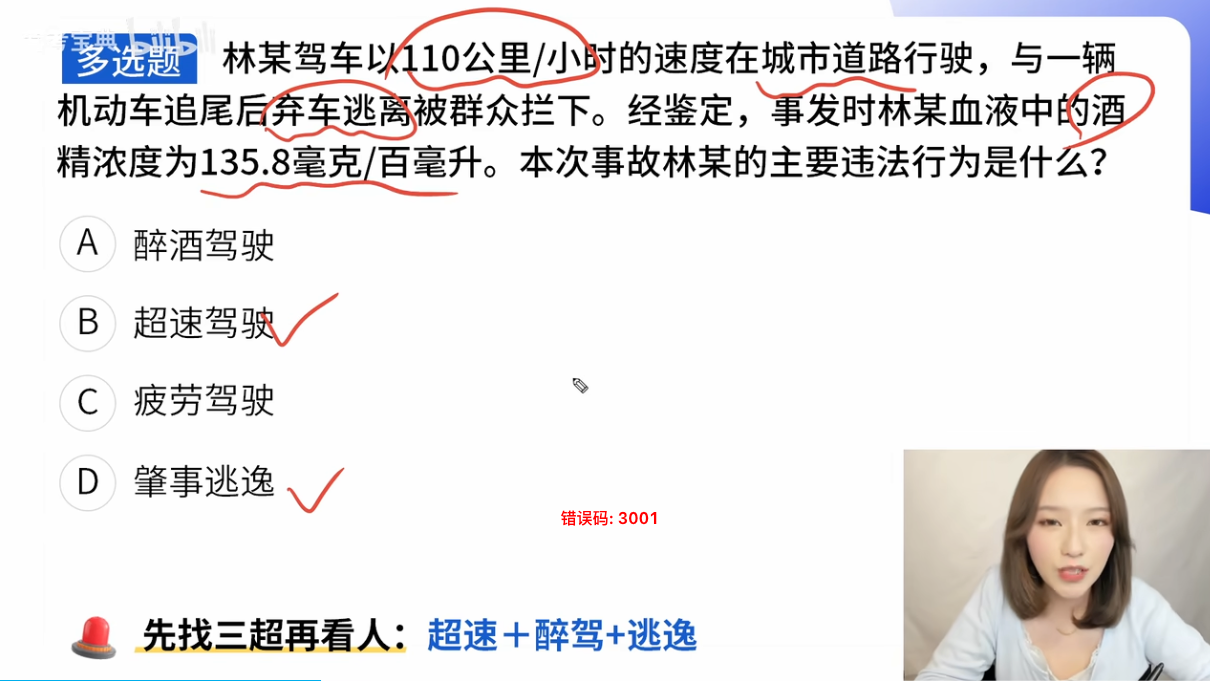 考宝典 bilibili
多选题 林某驾车以110公里/小时的速度在城市道路行驶，与一辆
机动车追尾后弃车逃离被群众拦下。经鉴定，事发时林某血液中的酒
精浓度为135.8毫克/百毫升。本次事故林某的主要违法行为是什么？
A 醉酒驾驶
B 超速驾驶
C 疲劳驾驶
D 肇事逃逸
错误码: 3001
先找三超再看人：超速＋醉驾+逃逸